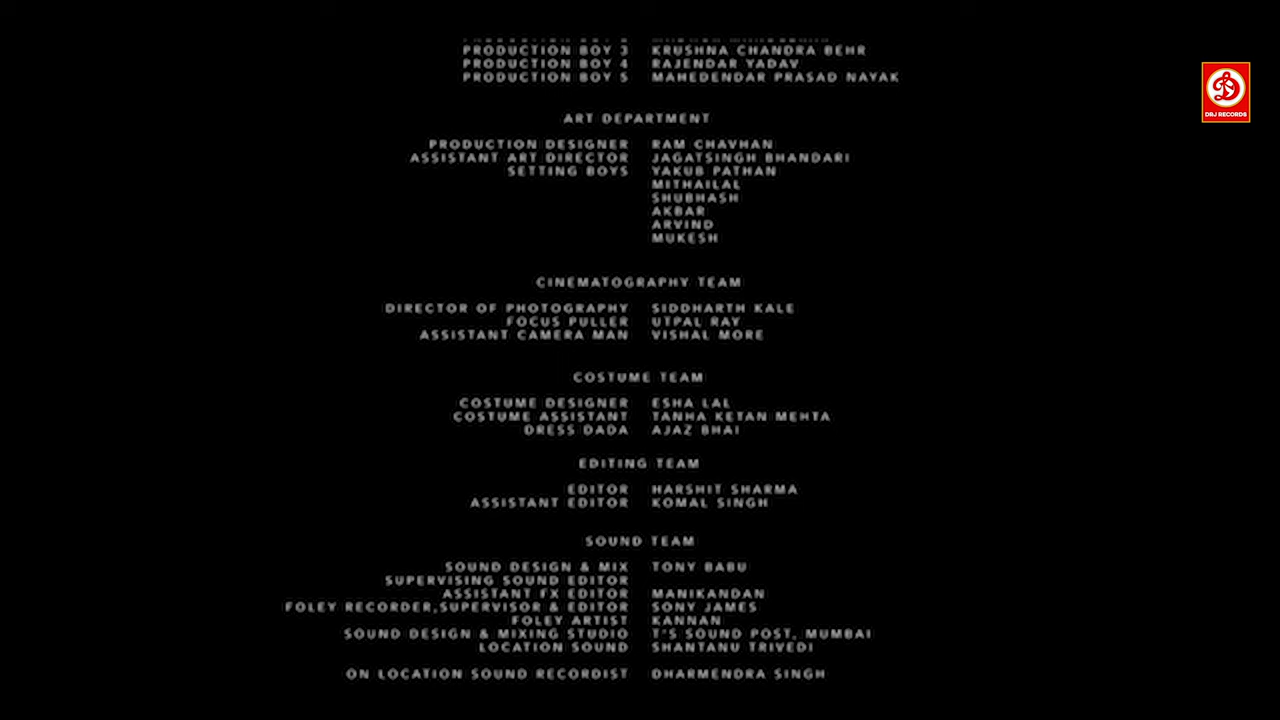 PRODUCTION BOY 3 KRUSHNA CHANDRA BEHR
PRODUCTION BOY 4 RAJENDAR YADAV
PRODUCTION BOY 5 MAHEDENDAR PRASAD NAYAK
ART DEPARTMENT
PRODUCTION DESIGNER RAM CHAVHAN
ASSISTANT ART DIRECTOR JAGATSINGH BHANDARI
SETTING BOYS YAKUB PATHAN
MITHAILAL
SHUBHASH
AKBAR
ARVIND
MUKESH
CINEMATOGRAPHY TEAM
DIRECTOR OF PHOTOGRAPHY SIDDHARTH KALE
FOCUS PULLER UTPAL RAY
ASSISTANT CAMERA MAN VISHAL MORE
COSTUME TEAM
COSTUME DESIGNER ESHA LAL
COSTUME ASSISTANT TANHA KETAN MEHTA
DRESS DADA AJAZ BHAI
EDITING TEAM
EDITOR HARSHIT SHARMA
ASSISTANT EDITOR KOMAL SINGH
SOUND TEAM
SOUND DESIGN & MIX TONY BABU
SUPERVISING SOUND EDITOR
ASSISTANT FX EDITOR MANIKANDAN
FOLEY RECORDER,SUPERVISOR & EDITOR SONY JAMES
FOLEY ARTIST KANNAN
SOUND DESIGN & MIXING STUDIO T'S SOUND POST, MUMBAI
LOCATION SOUND SHANTANU TRIVEDI
ON LOCATION SOUND RECORDIST DHARMENDRA SINGH
DRJ RECORDS